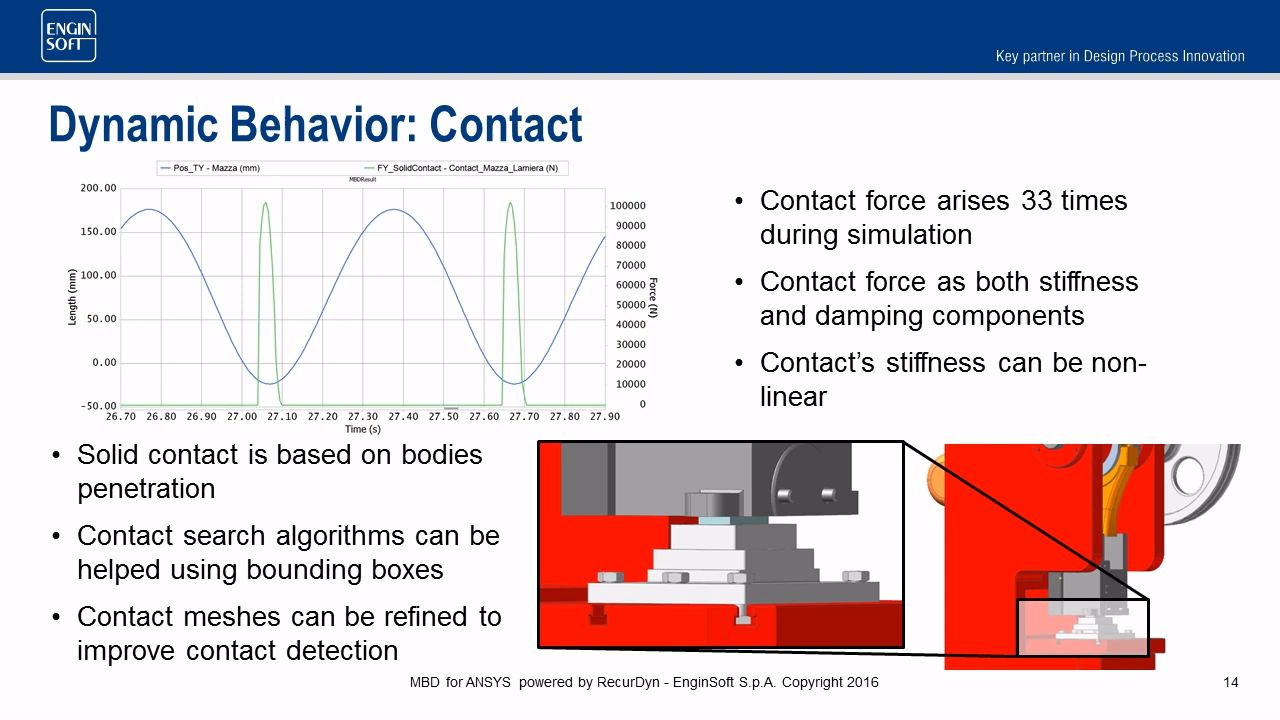 ENGIN
SOFT
Key partner in Design Process Innovation
Dynamic Behavior: Contact
Pos_TY - Mazza (mm)
FY_SolidContact - Contact_Mazza_Lamiera (N)
MBDResult
200.00
150.00
100.00
50.00
0.00
-50.00
Length (mm)
100000
90000
80000
70000
60000
50000
40000
30000
20000
10000
0
Force (N)
26.70 26.80 26.90 27.00 27.10 27.20 27.30 27.40 27.50 27.60 27.70 27.80 27.90
Time (s)
• Contact force arises 33 times
during simulation
• Contact force as both stiffness
and damping components
• Contact’s stiffness can be non-
linear
• Solid contact is based on bodies
penetration
• Contact search algorithms can be
helped using bounding boxes
• Contact meshes can be refined to
improve contact detection
MBD for ANSYS powered by RecurDyn - EnginSoft S.p.A. Copyright 2016
14